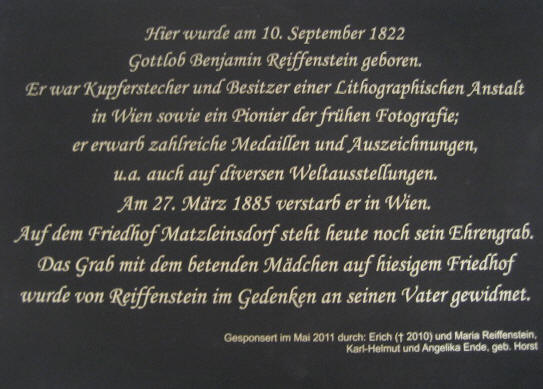 Hier wurde am 10. September 1822
Gottlob Benjamin Reiffenstein geboren.
Er war Kupferstecher und Besitzer einer Lithographischen Anstalt
in Wien sowie ein Pionier der frühen Fotografie;
er erwarb zahlreiche Medaillen und Auszeichnungen,
u.a. auch auf diversen Weltausstellungen.
Am 27. März 1885 verstarb er in Wien.
Auf dem Friedhof Matzleinsdorf steht heute noch sein Ehrengrab.
Das Grab mit dem betenden Mädchen auf hiesigem Friedhof
wurde von Reiffenstein im Gedenken an seinen Vater gewidmet.
Gesponsert im Mai 2011 durch: Erich († 2010) und Maria Reiffenstein,
Karl-Helmut und Angelika Ende, geb. Horst